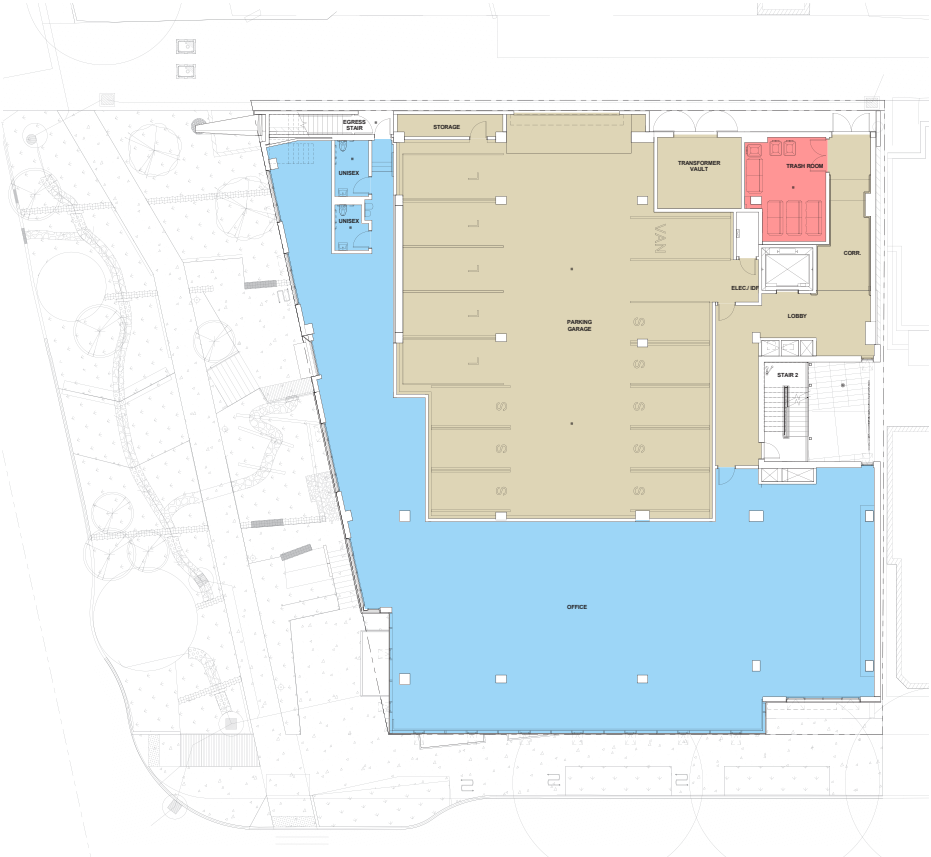 EGRESS
STAIR
STORAGE
UNISEX
UNISEX
TRANSFORMER
VAULT
TRASH ROOM
L
L
L
L
L
VAN
CORR.
ELEC./ IDF
LOBBY
PARKING
GARAGE
S
S
S
S
S
S
S
S
STAIR 2
OFFICE